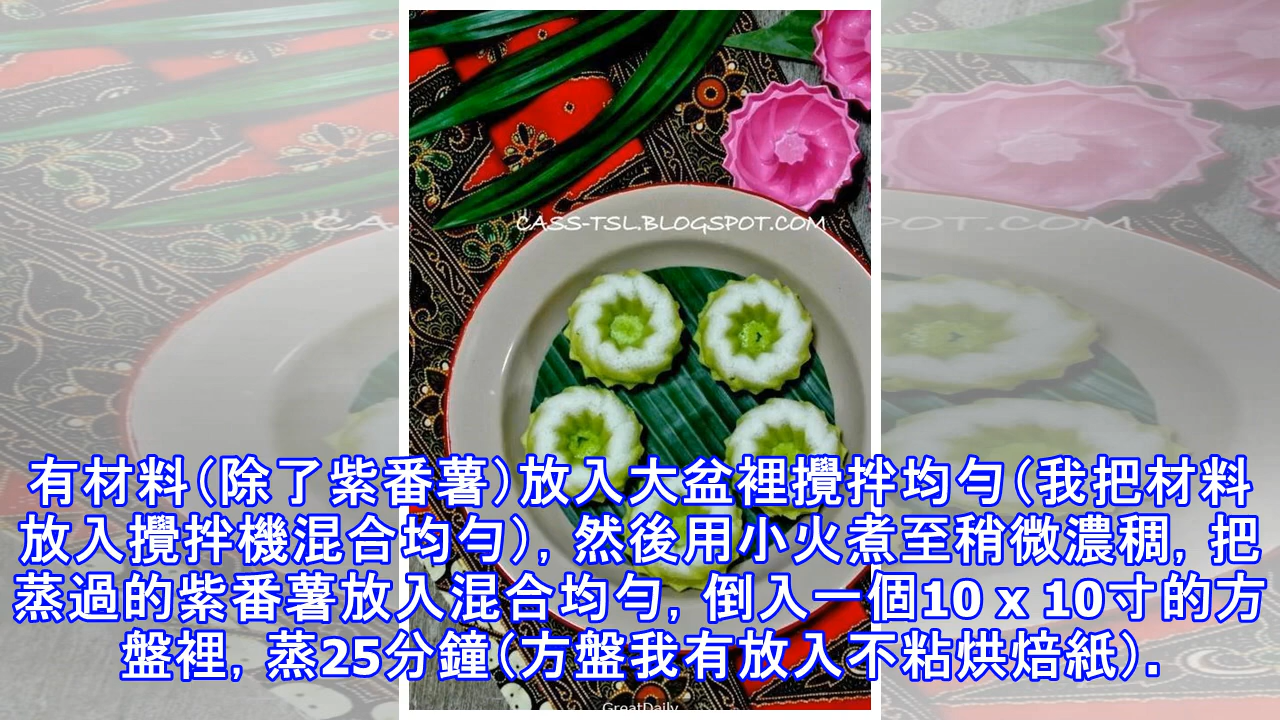 CASS-TSL.BLOGSPOT.COM
有材料(除了紫番薯)放入大盆裡攪拌均勻(我把材料
放入攪拌機混合均勻), 然後用小火煮至稍微濃稠, 把
蒸過的紫番薯放入混合均勻, 倒入一個10 x 10寸的方
盤裡, 蒸25分鐘(方盤我有放入不粘烘焙紙).
GreatDaily